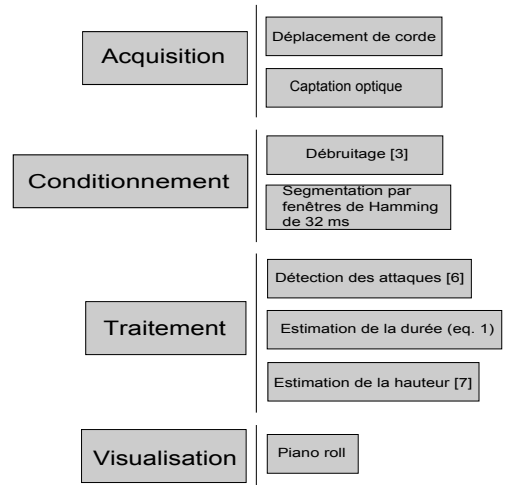 Acquisition
Déplacement de corde
Captation optique
Conditionnement
Débruitage [3]
Segmentation par
fenêtres de Hamming
de 32 ms
Traitement
Détection des attaques [6]
Estimation de la durée (eq. 1)
Estimation de la hauteur [7]
Visualisation
Piano roll